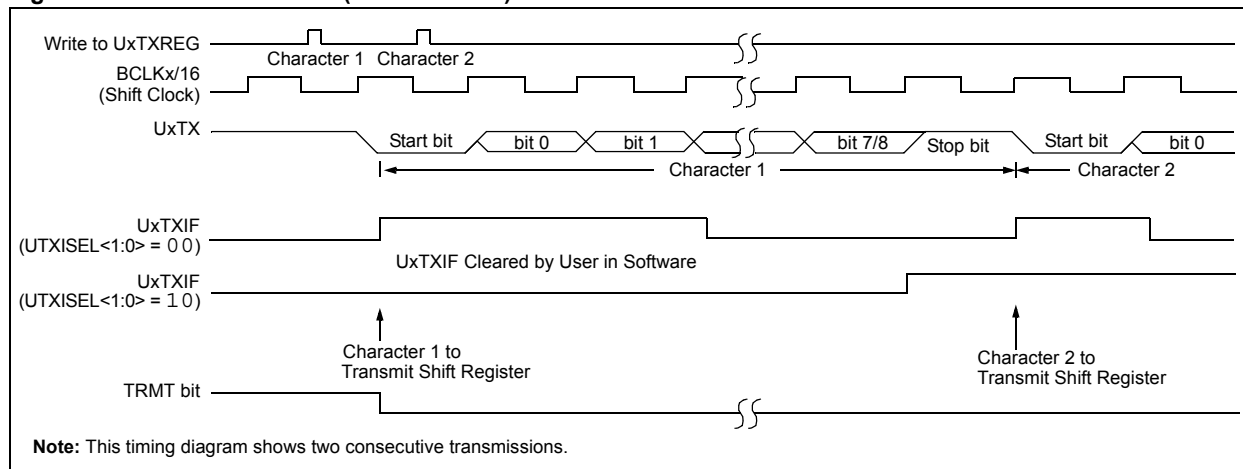 Write to UxTXREG
Character 1 Character 2
BCLKx/16
(Shift Clock)
UxTX
Start bit bit 0 bit 1 bit 7/8 Stop bit Start bit bit 0
Character 1 Character 2
UxTXIF
(UTXISEL<1:0> = 00)
UxTXIF Cleared by User in Software
UxTXIF
(UTXISEL<1:0> = 10)
Character 1 to
Transmit Shift Register
Character 2 to
Transmit Shift Register
TRMT bit
Note: This timing diagram shows two consecutive transmissions.